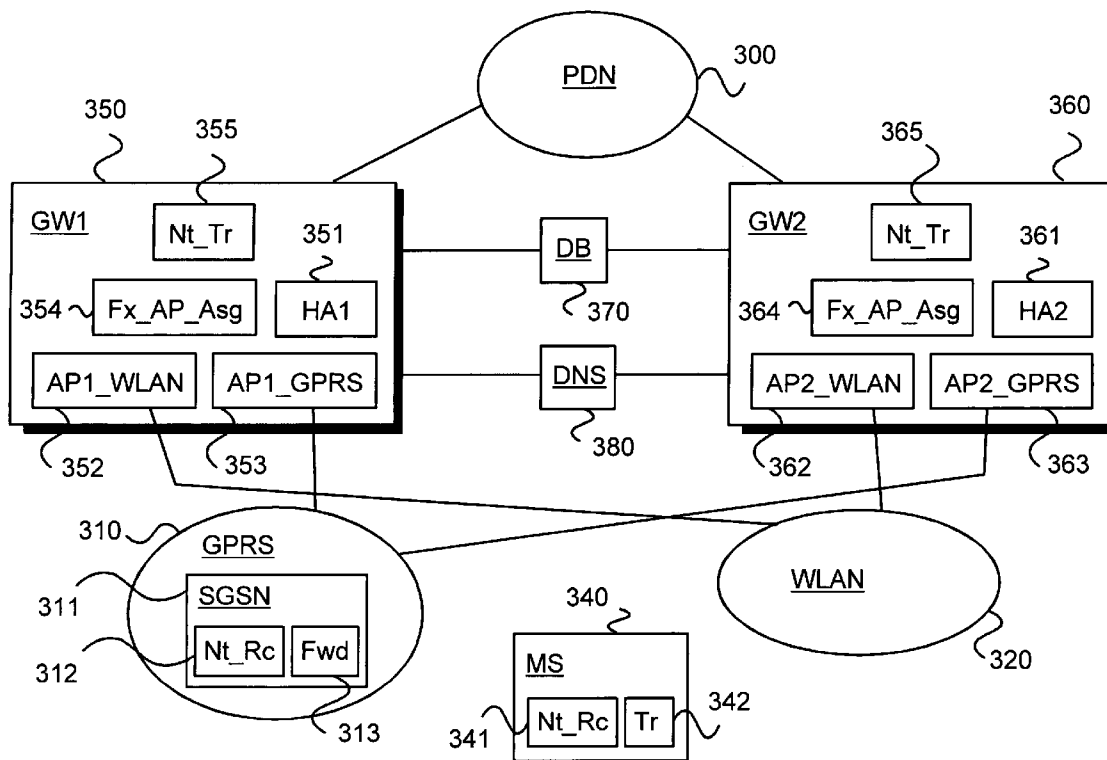 PDN
300
350
355
365
360
GW1
Nt_Tr
351
DB
370
GW2
Nt_Tr
361
354
Fx_AP_Asg
HA1
364
Fx_AP_Asg
HA2
AP1_WLAN
AP1_GPRS
DNS
380
AP2_WLAN
AP2_GPRS
352
353
362
363
310
GPRS
311
SGSN
312
Nt_Rc
Fwd
313
WLAN
320
340
MS
341
Nt_Rc
Tr
342